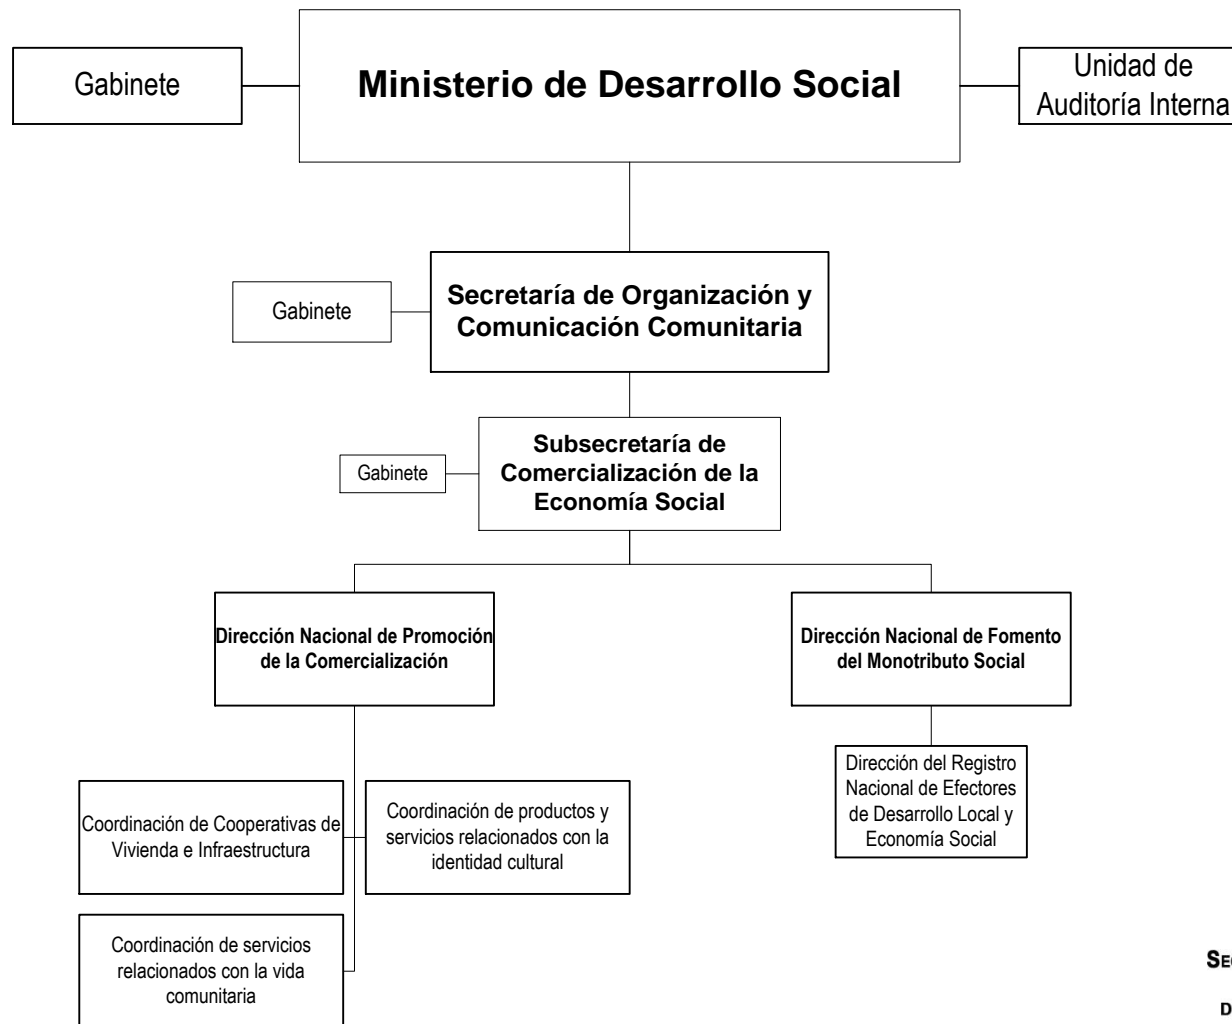 Gabinete
Ministerio de Desarrollo Social
Unidad de
Auditoría Interna
Gabinete
Secretaría de Organización y
Comunicación Comunitaria
Gabinete
Subsecretaría de
Comercialización de la
Economía Social
Dirección Nacional de Promoción
de la Comercialización
Dirección Nacional de Fomento
del Monotributo Social
Coordinación de Cooperativas de
Vivienda e Infraestructura
Coordinación de productos y
servicios relacionados con la
identidad cultural
Dirección del Registro
Nacional de Efectores
de Desarrollo Local y
Economía Social
Coordinación de servicios
relacionados con la vida
comunitaria